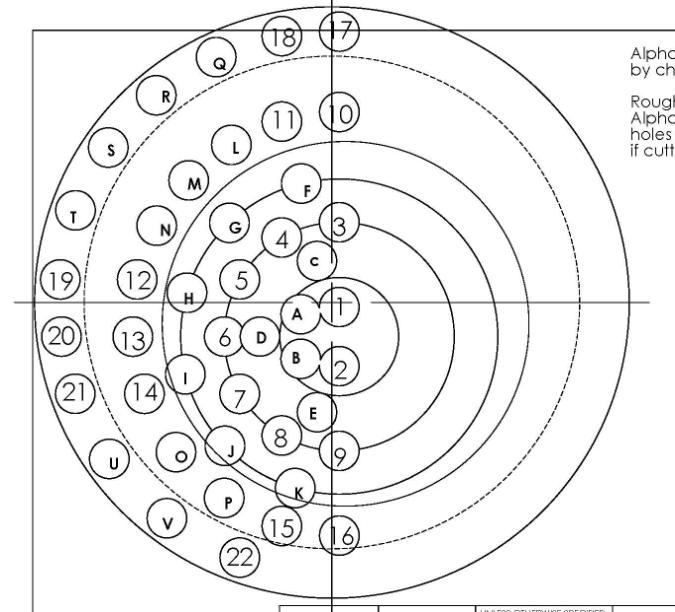 17
18
Q
R
10
11
L
S
M
F
T
N
G
3
4
C
19
12
5
H
A
1
20
13
6
D
B
2
21
14
I
7
E
8
9
J
U
O
K
P
V
15
16
22
Alpha
by ch
Rough
Alpha
holes
if cutt
UNLESS OTHERWISE SPECIFIED